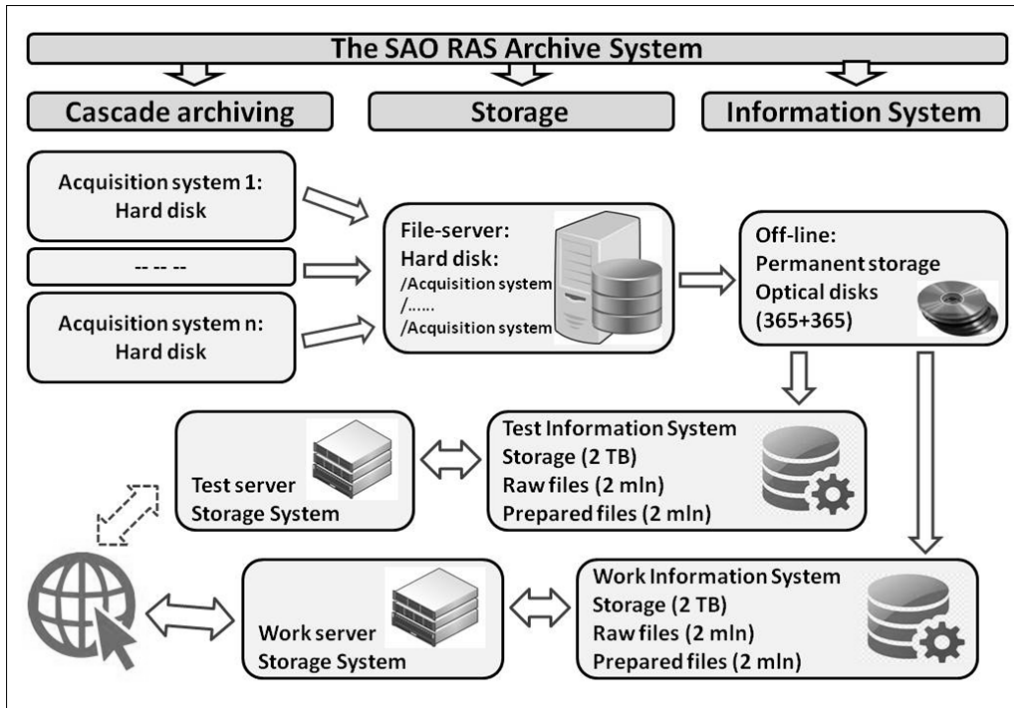 The SAO RAS Archive System
Cascade archiving
Storage
Information System
Acquisition system 1:
Hard disk
-- -- --
Acquisition system n:
Hard disk
File-server:
Hard disk:
/Acquisition system
/......
/Acquisition system
Off-line:
Permanent storage
Optical disks
(365+365)
Test server
Storage System
Test Information System
Storage (2 TB)
Raw files (2 mln)
Prepared files (2 mln)
Work server
Storage System
Work Information System
Storage (2 TB)
Raw files (2 mln)
Prepared files (2 mln)